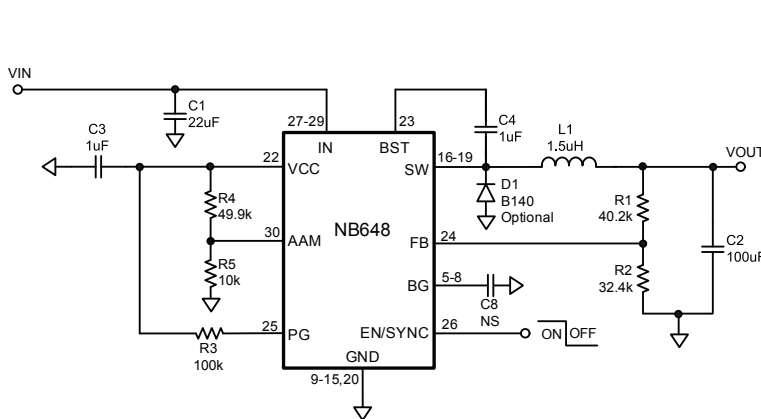 VIN
C1
22uF
27-29
23
C4
1uF
L1
1.5uH
C3
1uF
IN
BST
22
VCC
SW
16-19
VOUT
R4
49.9k
D1
B140
Optional
R1
40.2k
NB648
30
AAM
FB
24
C2
100uF
R5
10k
R2
32.4k
BG
5-8
C8
NS
25
PG
EN/SYNC
26
ON OFF
R3
100k
GND
9-15,20